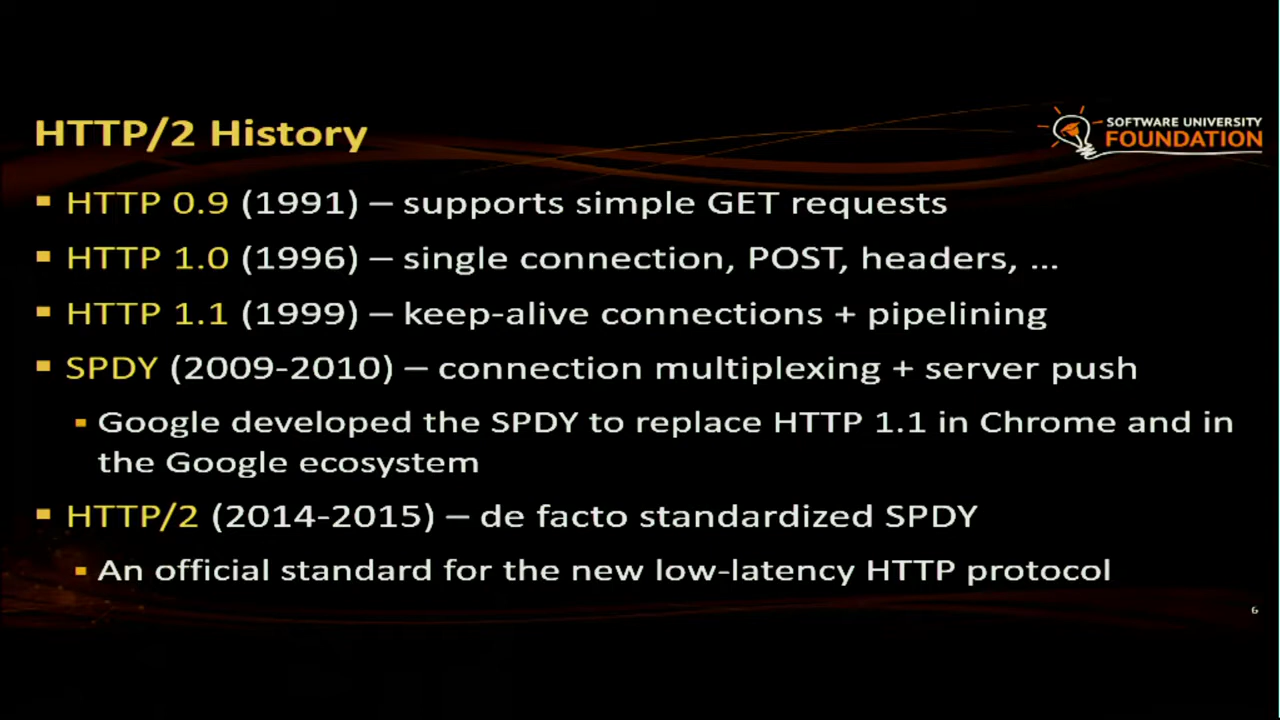 HTTP/2 History
SOFTWARE UNIVERSITY
FOUNDATION
▪ HTTP 0.9 (1991) – supports simple GET requests
▪ HTTP 1.0 (1996) – single connection, POST, headers, ...
▪ HTTP 1.1 (1999) – keep-alive connections + pipelining
▪ SPDY (2009-2010) – connection multiplexing + server push
▪ Google developed the SPDY to replace HTTP 1.1 in Chrome and in
the Google ecosystem
▪ HTTP/2 (2014-2015) – de facto standardized SPDY
▪ An official standard for the new low-latency HTTP protocol
6